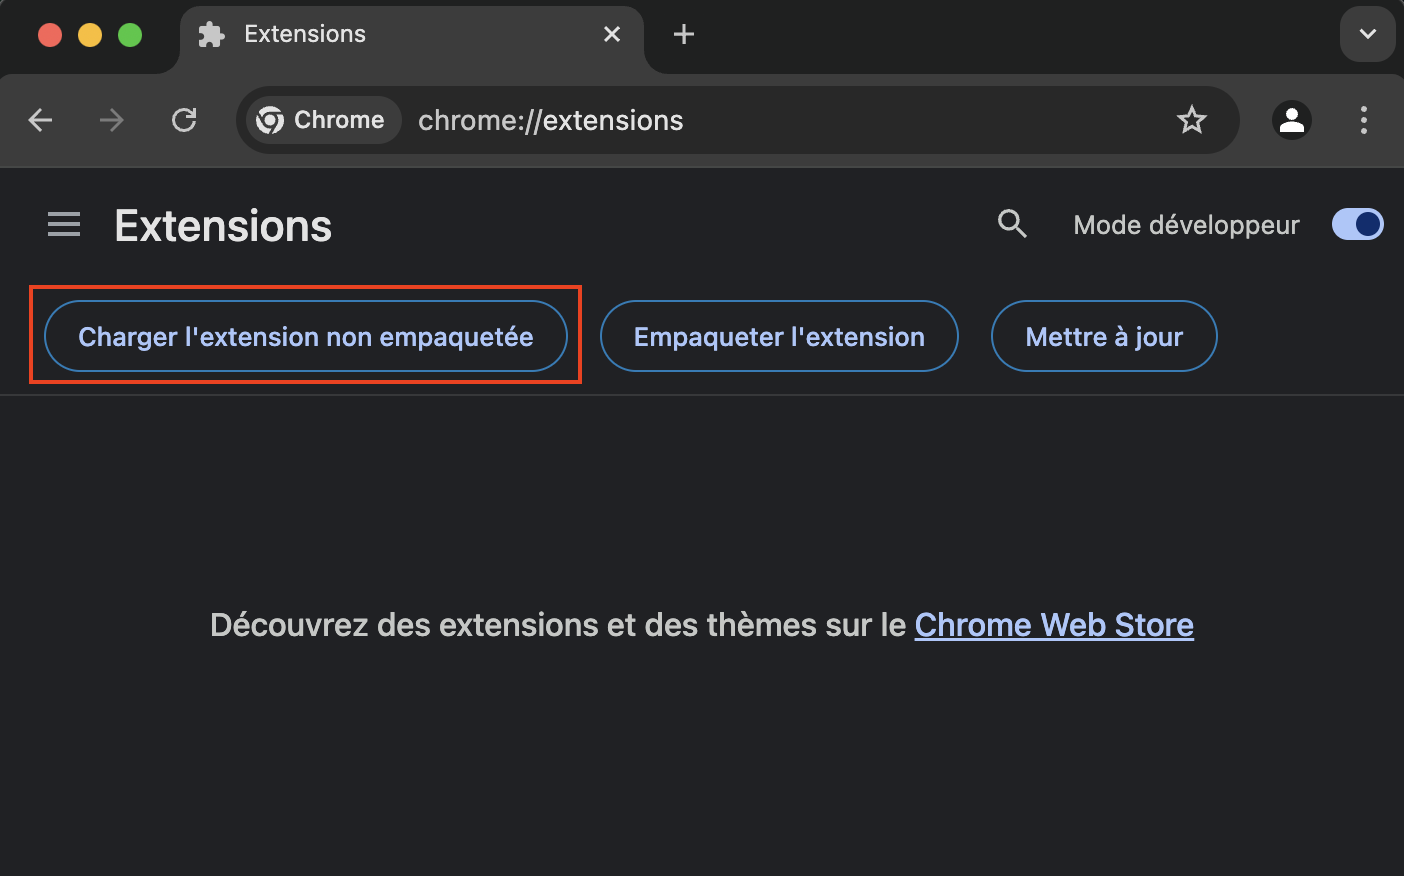 Extensions
Chrome chrome://extensions
Extensions Mode développeur
Charger l'extension non empaquetée Empaqueter l'extension Mettre à jour
Découvrez des extensions et des thèmes sur le Chrome Web Store